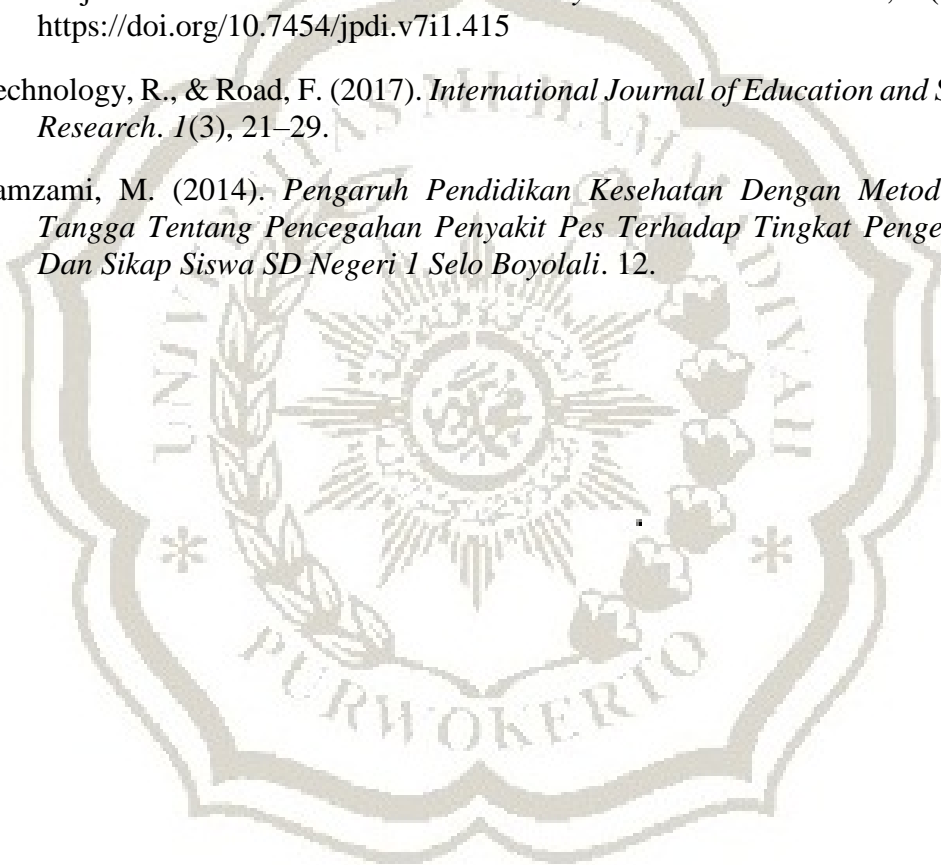 https://doi.org/10.7454/jpdi.v7i1.415
echnology, R., & Road, F. (2017). International Journal of Education and S
Research. 1(3), 21–29.
amzami, M. (2014). Pengaruh Pendidikan Kesehatan Dengan Metod
Tangga Tentang Pencegahan Penyakit Pes Terhadap Tingkat Penge
Dan Sikap Siswa SD Negeri 1 Selo Boyolali. 12.
UNIVERSITAS MUHAMMADIYAH
PURWOKERTO